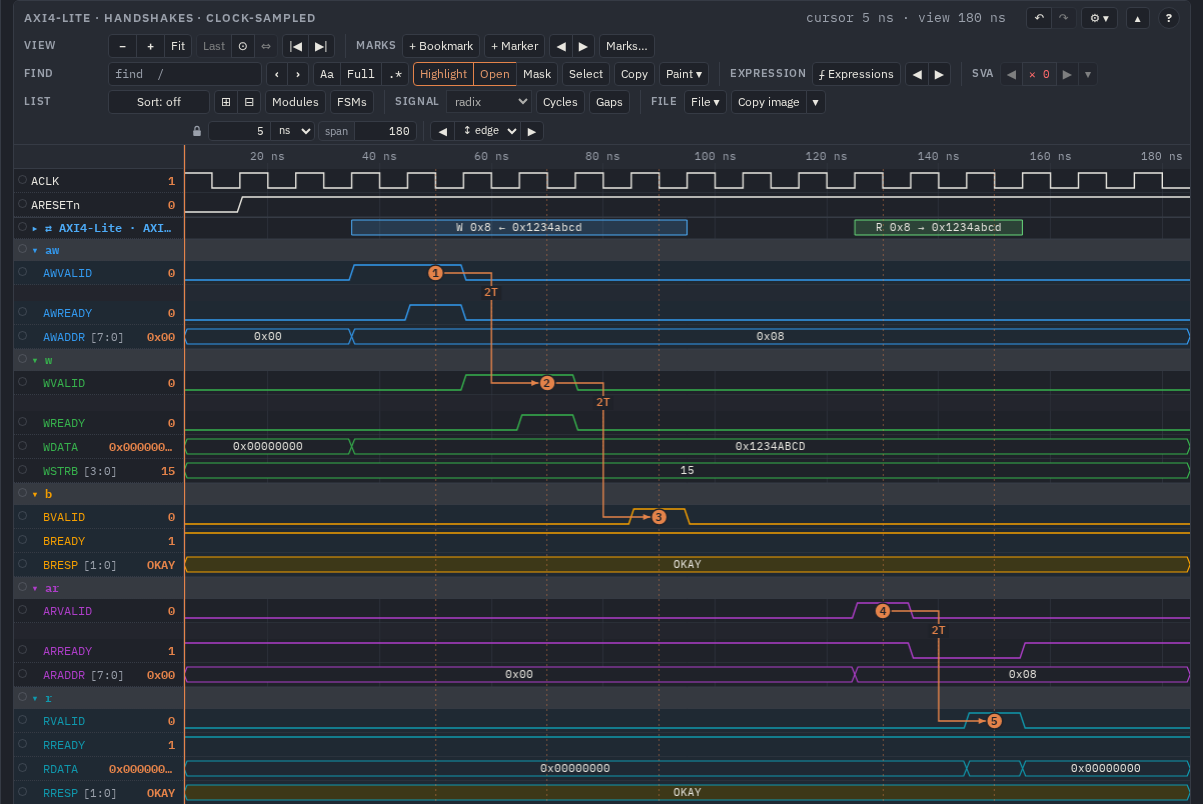 AXI4-LITE · HANDSHAKES · CLOCK-SAMPLED cursor 5 ns · view 180 ns ↶ ↷ ⚙ ▾ ▴ ?
VIEW − + Fit Last ⊙ ⇔ |◀ ▶| MARKS + Bookmark + Marker ◀ ▶ Marks…
FIND find / ‹ › Aa Full .* Highlight Open Mask Select Copy Paint ▾ EXPRESSION ƒ Expressions ◀ ▶ SVA ◀ × 0 ▶ ▾
LIST Sort: off ⊞ ⊟ Modules FSMs SIGNAL radix Cycles Gaps FILE File ▾ Copy image ▾
5 ns span 180 ◀ ↕ edge ▶
20 ns 40 ns 60 ns 80 ns 100 ns 120 ns 140 ns 160 ns 180 ns
ACLK 1
ARESETn 0
▸ ⇄ AXI4-Lite · AXI… W 0x8 ← 0x1234abcd R 0x8 → 0x1234abcd
▾ aw
AWVALID 0 1
2T
AWREADY 0
AWADDR [7:0] 0x00 0x00 0x08
▾ w
WVALID 0 2
2T
WREADY 0
WDATA 0x000000… 0x00000000 0x1234ABCD
WSTRB [3:0] 15 15
▾ b
BVALID 0 3
BREADY 1
BRESP [1:0] OKAY OKAY
▾ ar
ARVALID 0 4
2T
ARREADY 1
ARADDR [7:0] 0x00 0x00 0x08
▾ r
RVALID 0 5
RREADY 1
RDATA 0x000000… 0x00000000 0x00000000
RRESP [1:0] OKAY OKAY